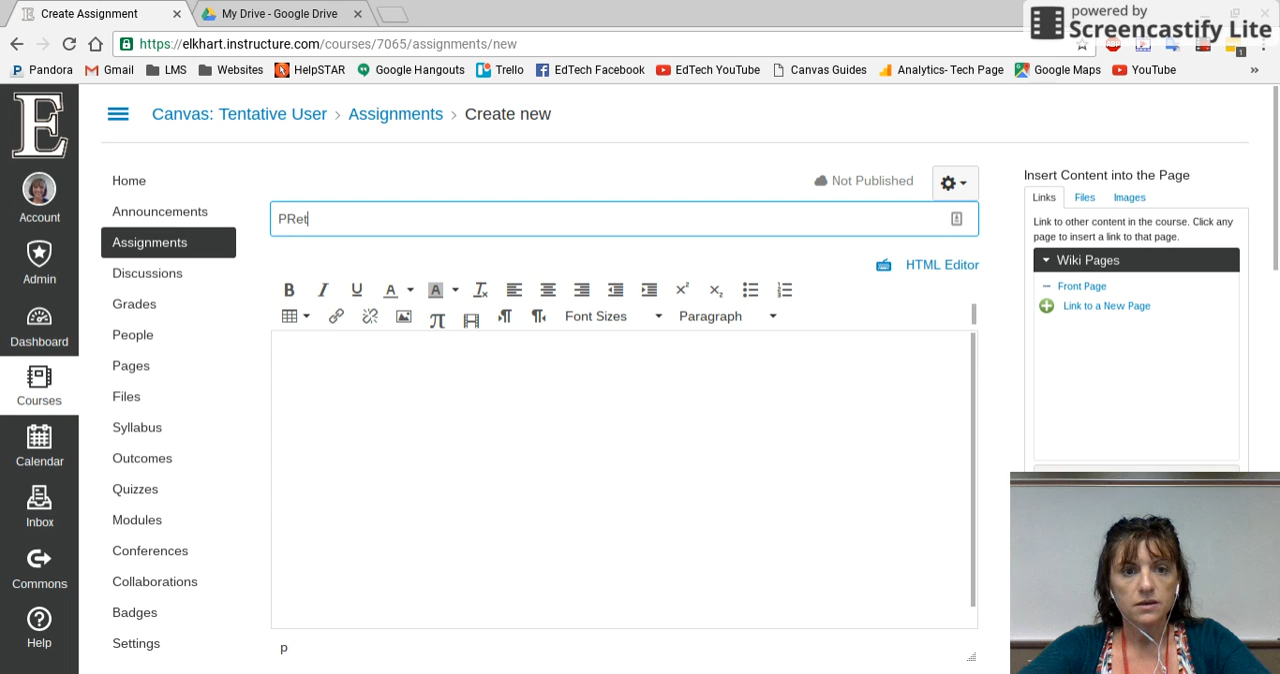 Create Assignment
My Drive - Google Drive
powered by
Screencastify Lite
https://elkhart.instructure.com/courses/7065/assignments/new
Pandora
Gmail
LMS
Websites
HelpSTAR
Google Hangouts
Trello
EdTech Facebook
EdTech YouTube
Canvas Guides
Analytics- Tech Page
Google Maps
YouTube
»
E
Account
Admin
Dashboard
Courses
Calendar
Inbox
Commons
Help
Canvas: Tentative User > Assignments > Create new
Home
Announcements
Assignments
Discussions
Grades
People
Pages
Files
Syllabus
Outcomes
Quizzes
Modules
Conferences
Collaborations
Badges
Settings
Not Published
PRet
HTML Editor
Font Sizes
Paragraph
p
Insert Content into the Page
Links
Files
Images
Link to other content in the course. Click any
page to insert a link to that page.
Wiki Pages
Front Page
Link to a New Page